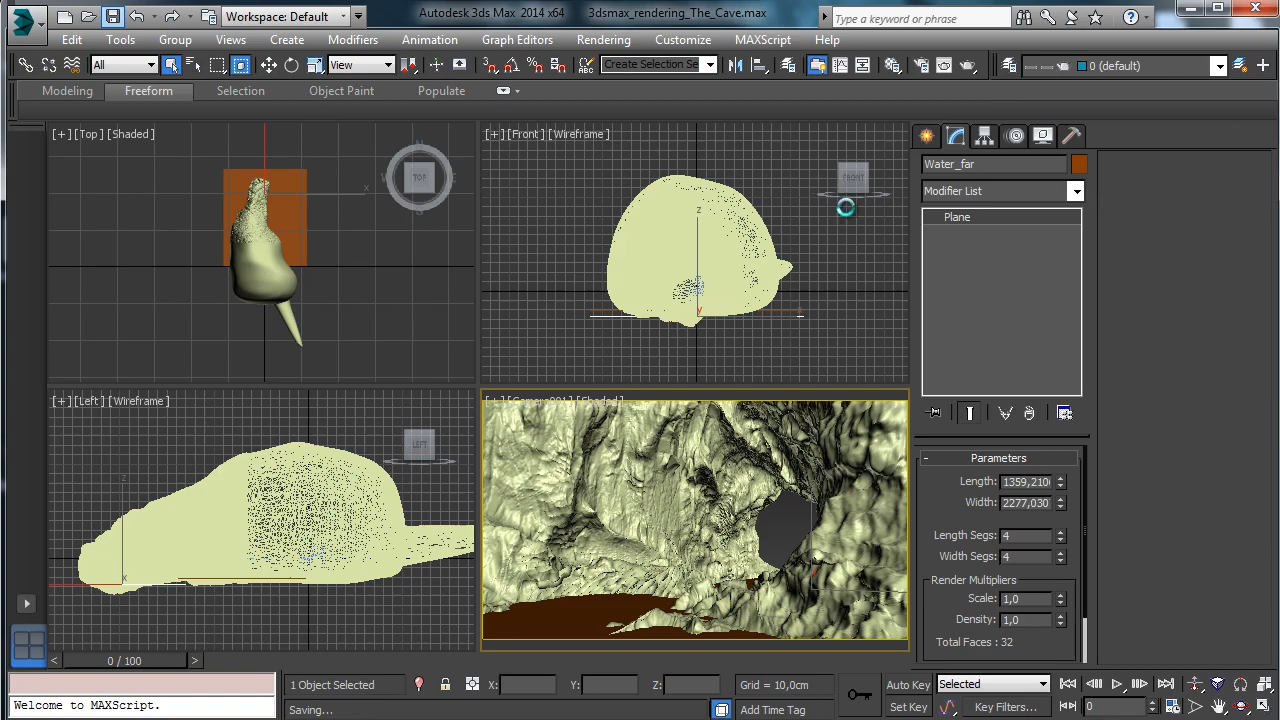 Workspace: Default
Autodesk 3ds Max  2014 x64
3dsmax_rendering_The_Cave.max
Type a keyword or phrase
Edit
Tools
Group
Views
Create
Modifiers
Animation
Graph Editors
Rendering
Customize
MAXScript
Help
All
View
Create Selection Se
0 (default)
Modeling
Freeform
Selection
Object Paint
Populate
[+][Top][Shaded]
TOP
x
[+][Front][Wireframe]
FRONT
z
y
Water_far
Modifier List
Plane
[+][Left][Wireframe]
LEFT
z
x
[+][Camera001][Shaded]
Parameters
Length: 1359,210
Width: 2277,030
Length Segs: 4
Width Segs: 4
Render Multipliers
Scale: 1,0
Density: 1,0
Total Faces : 32
< 0 / 100 >
1 Object Selected
X:
Y:
Z:
Grid = 10,0cm
Auto Key
Selected
Welcome to MAXScript.
Saving...
Add Time Tag
Set Key
Key Filters...
0